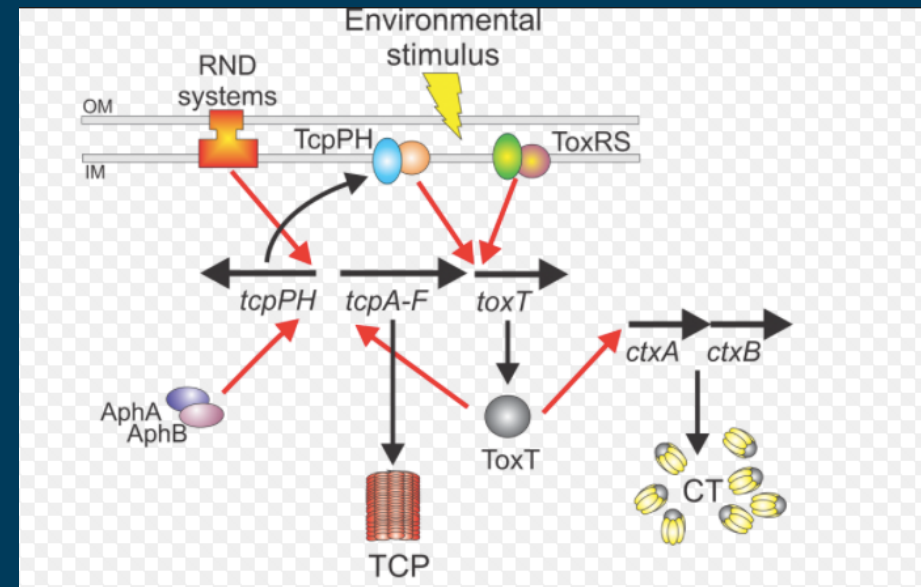 Environmental
stimulus
RND
systems
OM
TcpPH
ToxRS
IM
tcpPH
tcpA-F
toxT
ctxA
ctxB
AphA
AphB
ToxT
CT
TCP